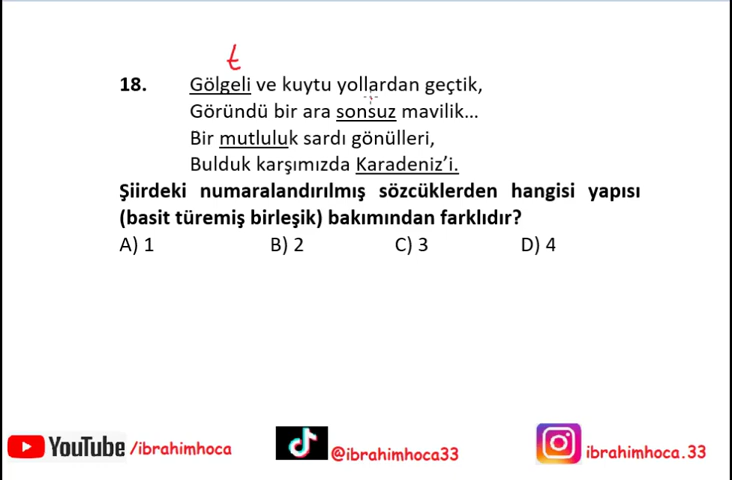 t
18. Gölgeli ve kuytu yollardan geçtik,
Göründü bir ara sonsuz mavilik...
Bir mutluluk sardı gönülleri,
Bulduk karşımızda Karadeniz’i.
Şiirdeki numaralandırılmış sözcüklerden hangisi yapısı
(basit türemiş birleşik) bakımından farklıdır?
A) 1 B) 2 C) 3 D) 4
YouTube /ibrahimhoca @ibrahimhoca33 ibrahimhoca.33